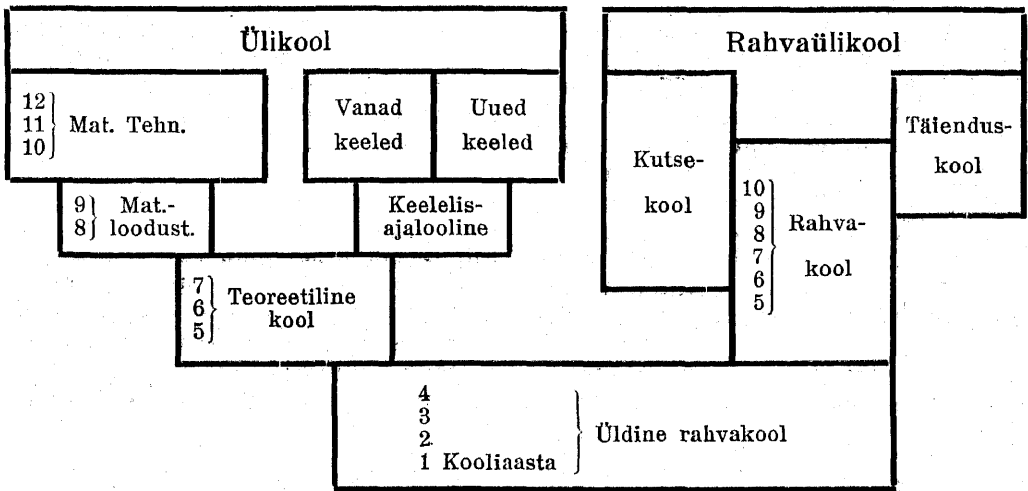 Ülikool
Rahvaülikool
12
11 Mat. Tehn.
10
Vanad
keeled
Uued
keeled
Kutse-
kool
Täiendus-
kool
9 Mat.-
8 loodust.
Keelelis-
ajalooline
10
9
8 Rahva-
7 kool
6
5
7
6 Teoreetiline
5 kool
4
3
2 Üldine rahvakool
1 Kooliaasta